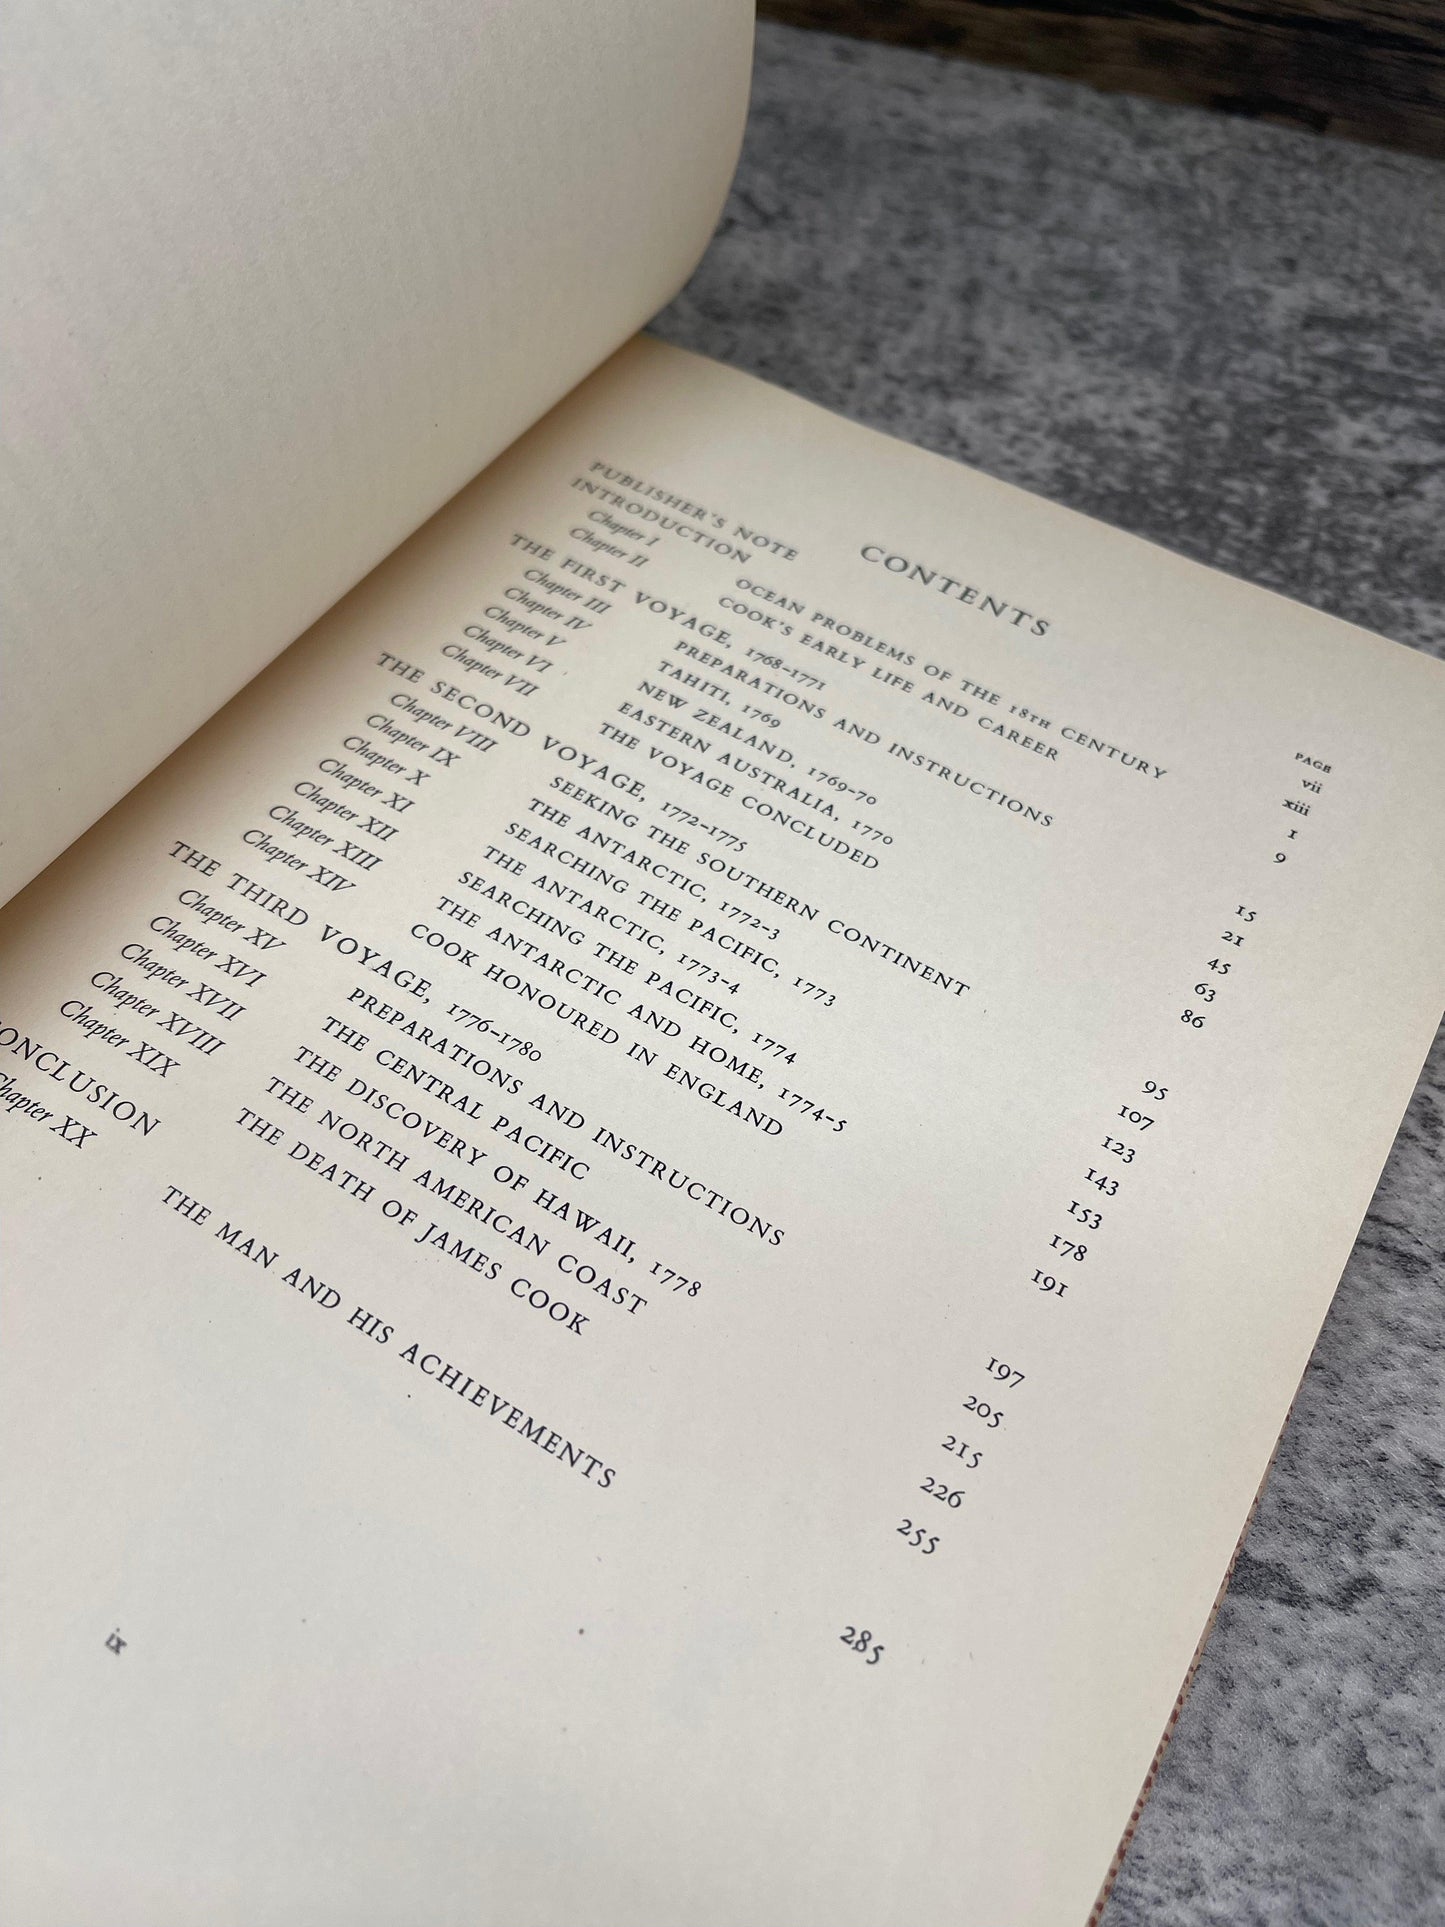 CONTENTS
PAGE
PUBLISHER'S NOTE vii
INTRODUCTION xiii
Chapter I OCEAN PROBLEMS OF THE 18TH CENTURY 1
Chapter II COOK'S EARLY LIFE AND CAREER 9
THE FIRST VOYAGE, 1768-1771
Chapter III PREPARATIONS AND INSTRUCTIONS 15
Chapter IV TAHITI, 1769 21
Chapter V NEW ZEALAND, 1769-70 45
Chapter VI EASTERN AUSTRALIA, 1770 63
Chapter VII THE VOYAGE CONCLUDED 86
THE SECOND VOYAGE, 1772-1775
Chapter VIII SEEKING THE SOUTHERN CONTINENT 95
Chapter IX THE ANTARCTIC, 1772-3 107
Chapter X SEARCHING THE PACIFIC, 1773 123
Chapter XI THE ANTARCTIC, 1773-4 143
Chapter XII SEARCHING THE PACIFIC, 1774 153
Chapter XIII THE ANTARCTIC AND HOME, 1774-5 178
Chapter XIV COOK HONOURED IN ENGLAND 191
THE THIRD VOYAGE, 1776-1780
Chapter XV PREPARATIONS AND INSTRUCTIONS 197
Chapter XVI THE CENTRAL PACIFIC 205
Chapter XVII THE DISCOVERY OF HAWAII, 1778 215
Chapter XVIII THE NORTH AMERICAN COAST 226
Chapter XIX THE DEATH OF JAMES COOK 255
ONCLUSION
Chapter XX THE MAN AND HIS ACHIEVEMENTS 285
ix